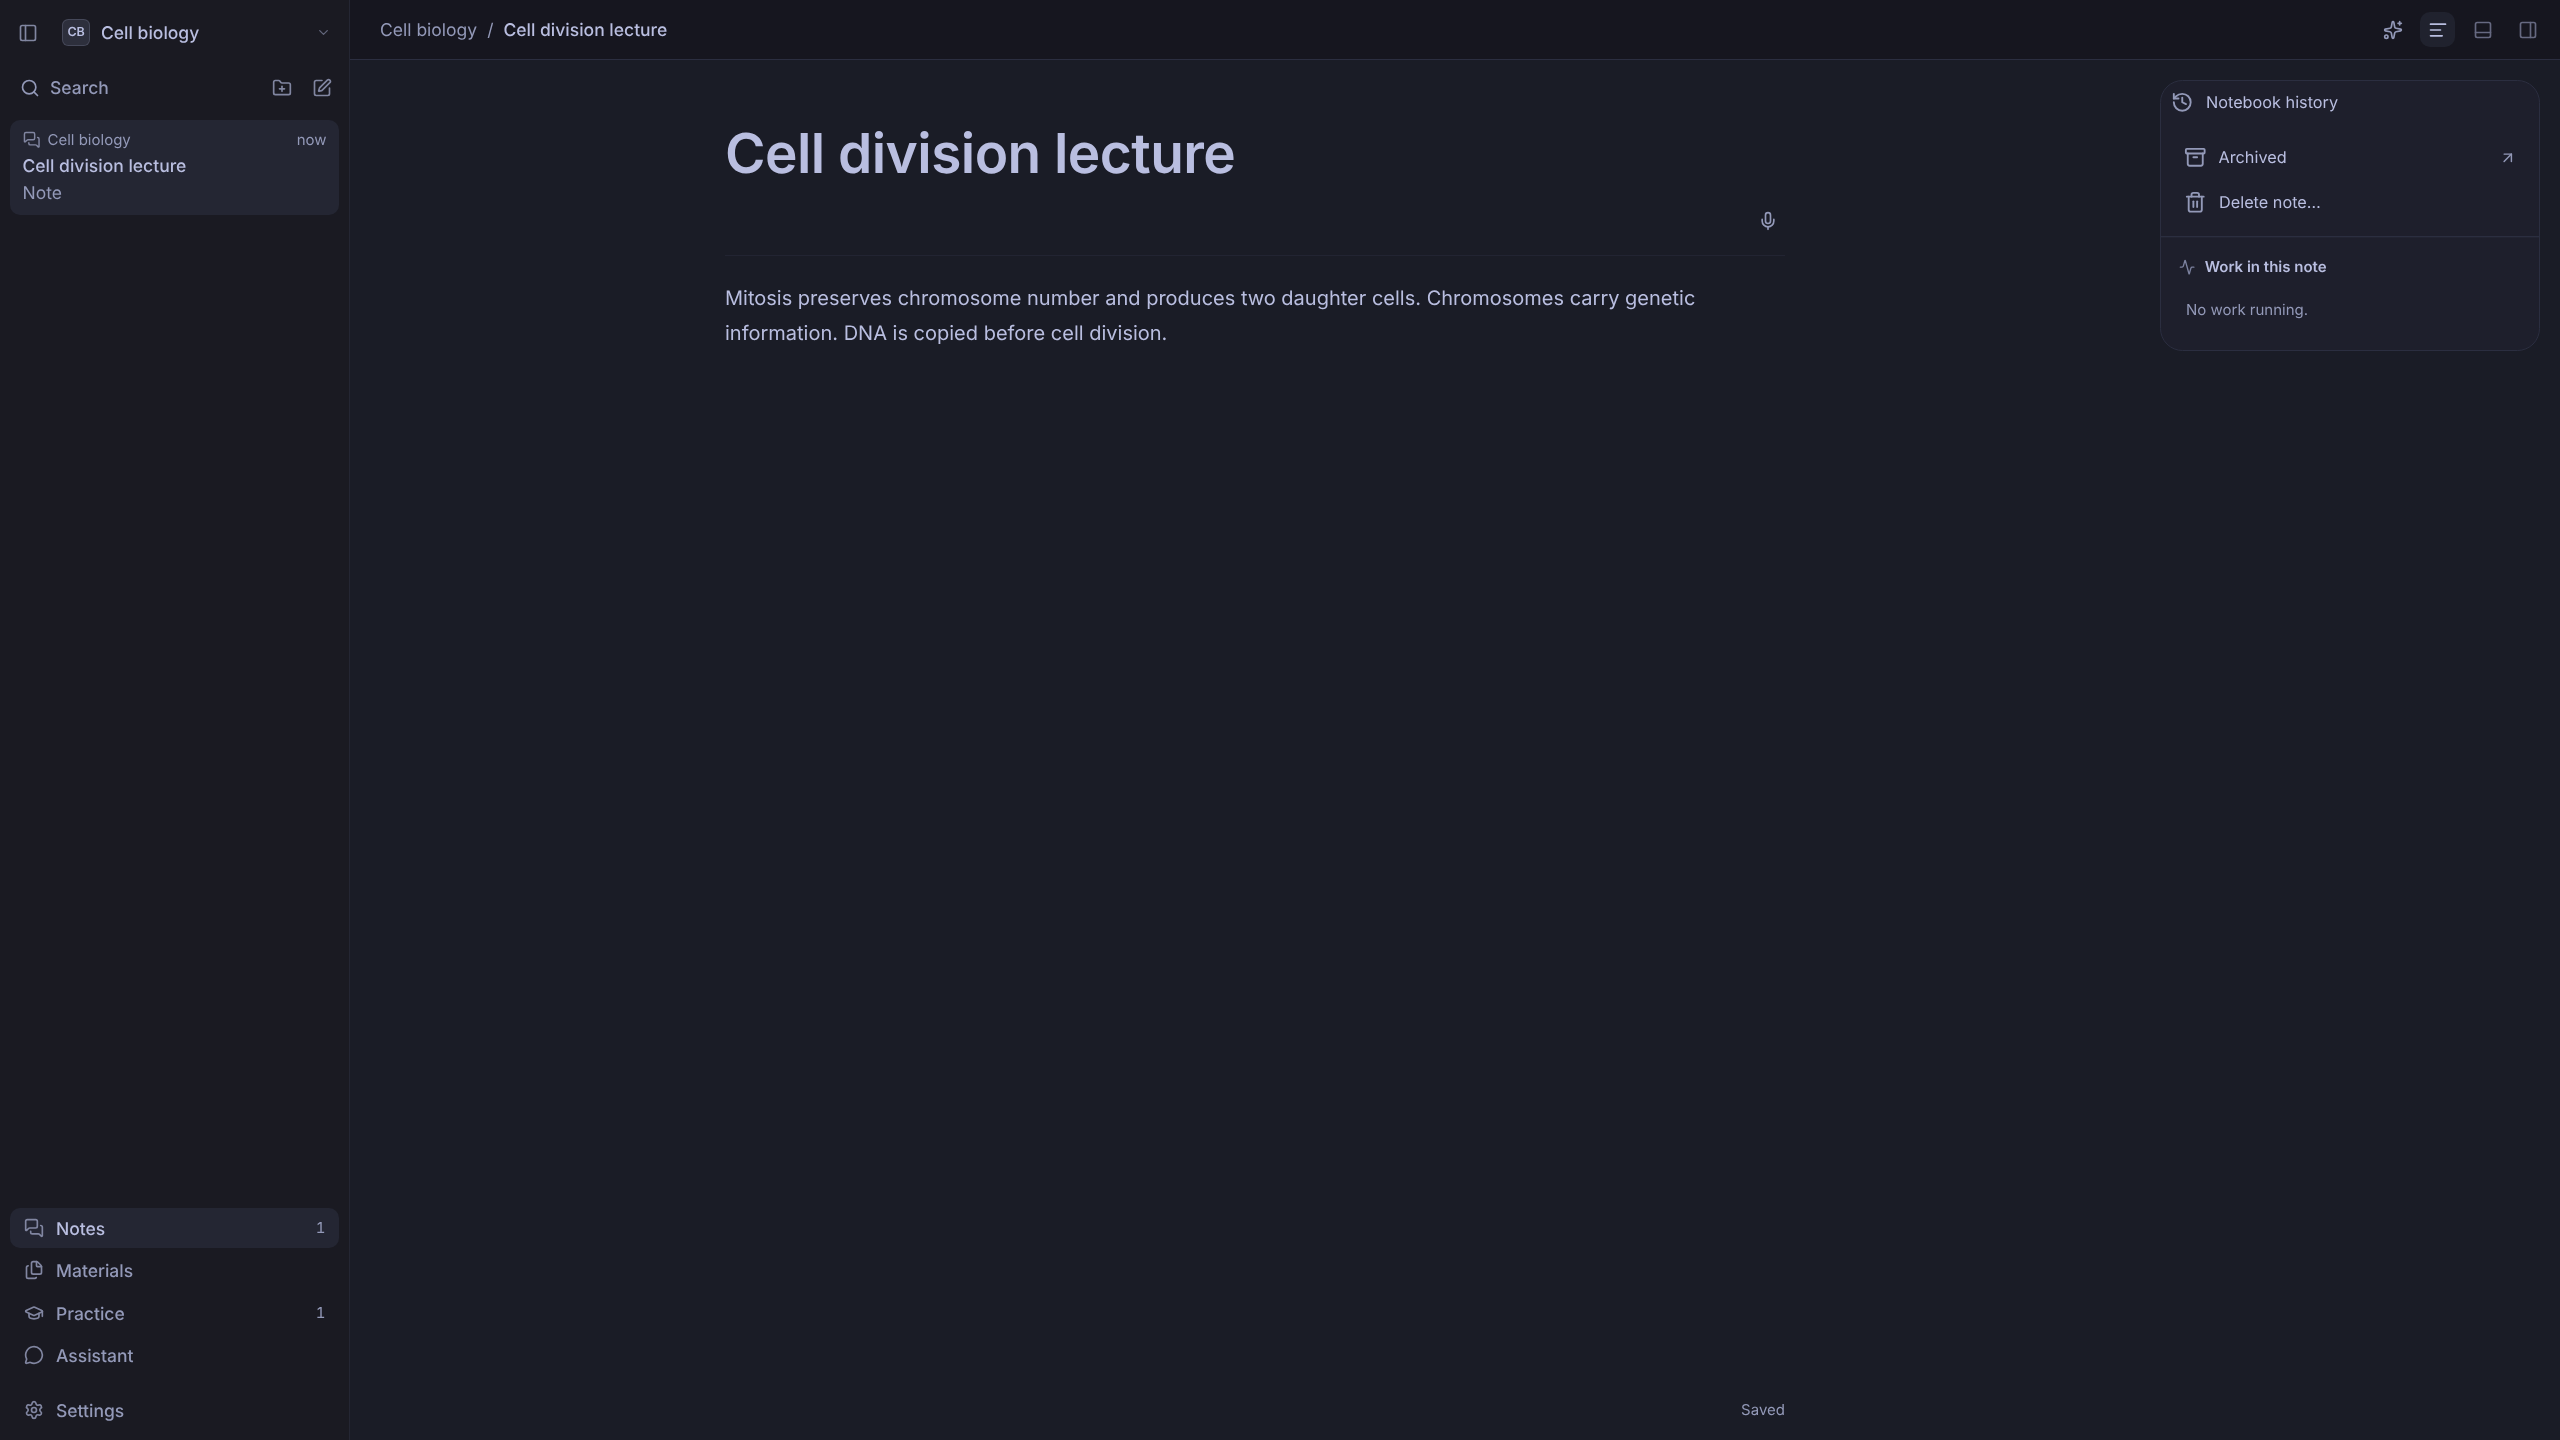 CB Cell biology
Search
Cell biology now
Cell division lecture
Note
Notes 1
Materials
Practice 1
Assistant
Settings
Cell biology / Cell division lecture
Cell division lecture
Mitosis preserves chromosome number and produces two daughter cells. Chromosomes carry genetic
information. DNA is copied before cell division.
Saved
Notebook history
Archived
Delete note...
Work in this note
No work running.